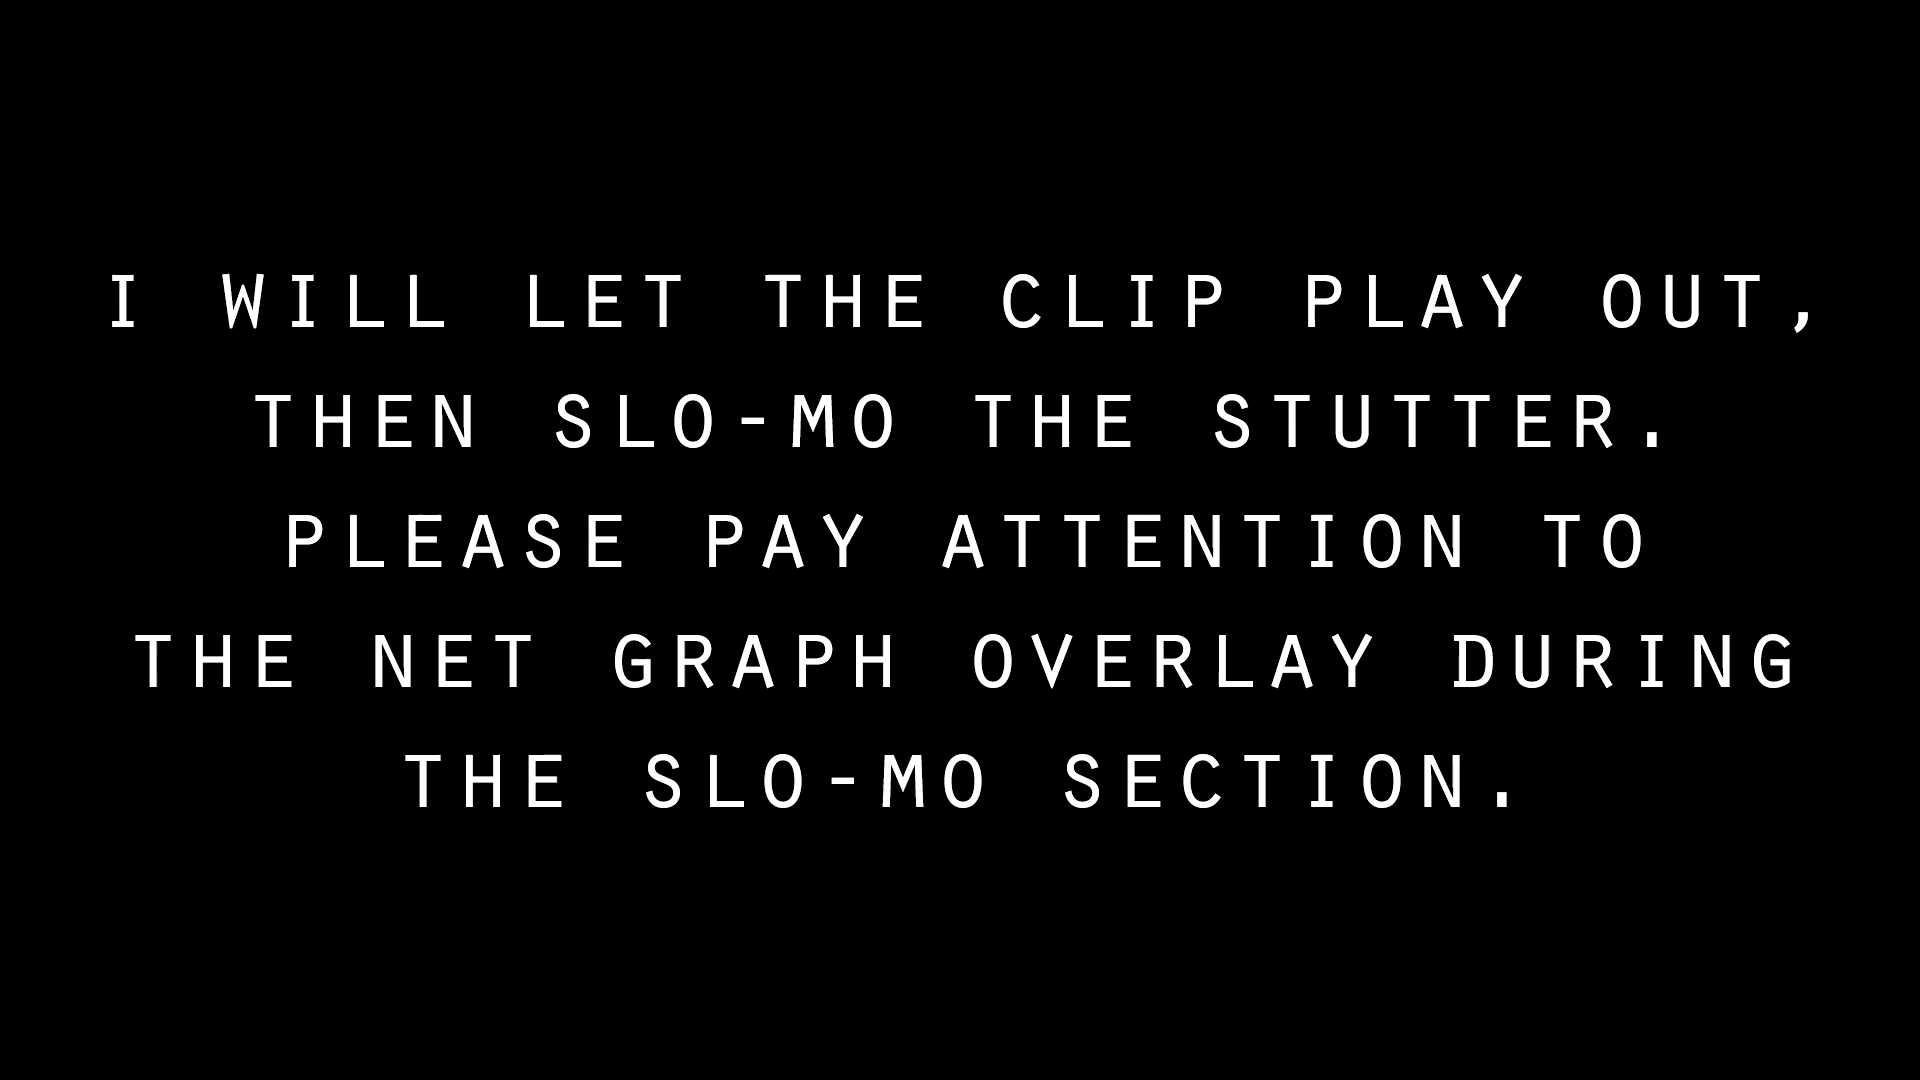 I WILL LET THE CLIP PLAY OUT,
THEN SLO-MO THE STUTTER.
PLEASE PAY ATTENTION TO
THE NET GRAPH OVERLAY DURING
THE SLO-MO SECTION.